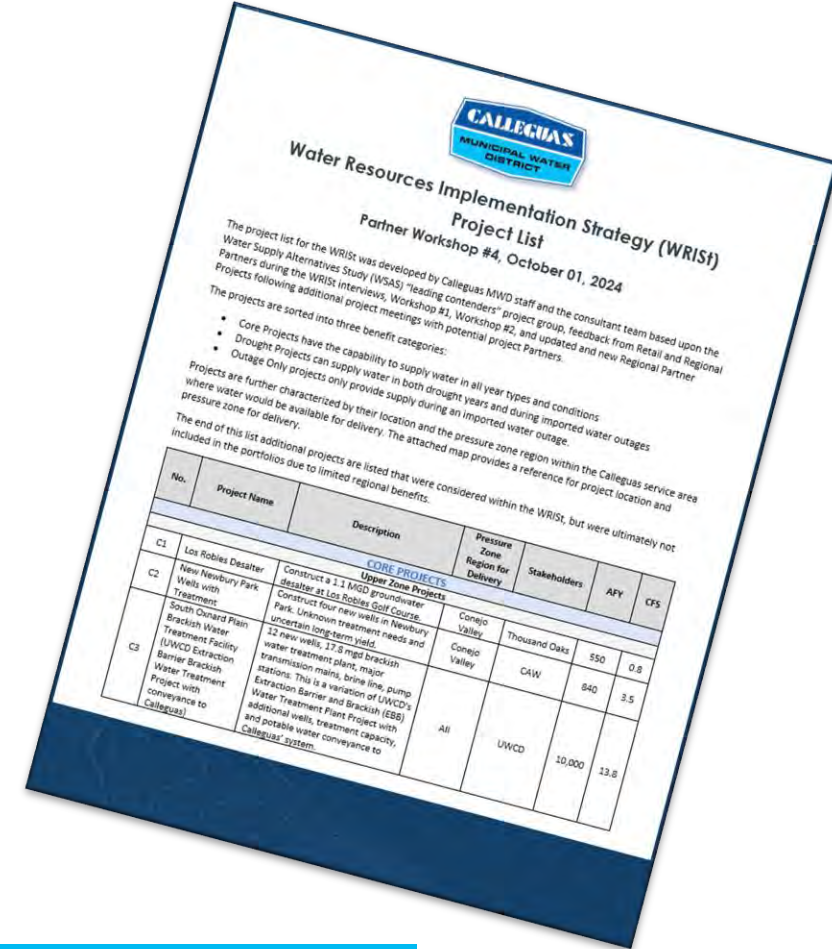 CALLEGUAS
MUNICIPAL WATER
DISTRICT
Water Resources Implementation Strategy (WRISt)
Project List
Partner Workshop #4, October 01, 2024
The project list for the WRISt was developed by Calleguas MWD staff and the consultant team based upon the
Water Supply Alternatives Study (WSAS) "leading contenders" project group, feedback from Retail and Regional
Partners during the WRISt interviews, Workshop #1, Workshop #2, and updated and new Regional Partner
Projects following additional project meetings with potential project Partners.
The projects are sorted into three benefit categories:
• Core Projects have the capability to supply water in all year types and conditions
• Drought Projects can supply water in both drought years and during imported water outages
• Outage Only projects only provide supply during an imported water outage.
Projects are further characterized by their location and the pressure zone region within the Calleguas service area
where water would be available for delivery. The attached map provides a reference for project location and
pressure zone for delivery.
The end of this list additional projects are listed that were considered within the WRISt, but were ultimately not
included in the portfolios due to limited regional benefits.
No.
Project Name
Description
Pressure
Zone
Region for
Delivery
Stakeholders
AFY
CFS
CORE PROJECTS
Upper Zone Projects
C1
Los Robles Desalter
Construct a 1.1 MGD groundwater
desalter at Los Robles Golf Course.
Conejo
Valley
Thousand Oaks
550
0.8
C2
New Newbury Park
Wells with
Treatment
Construct four new wells in Newbury
Park. Unknown treatment needs and
uncertain long-term yield.
Conejo
Valley
CAW
840
3.5
C3
South Oxnard Plain
Brackish Water
Treatment Facility
(UWCD Extraction
Barrier Brackish
Water Treatment
Project with
conveyance to
Calleguas)
12 new wells, 17.8 mgd brackish
water treatment plant, major
transmission mains, brine line, pump
stations. This is a variation of UWCD's
Extraction Barrier and Brackish (EBB)
Water Treatment Plant Project with
additional wells, treatment capacity,
and potable water conveyance to
Calleguas' system.
All
UWCD
10,000
13.8